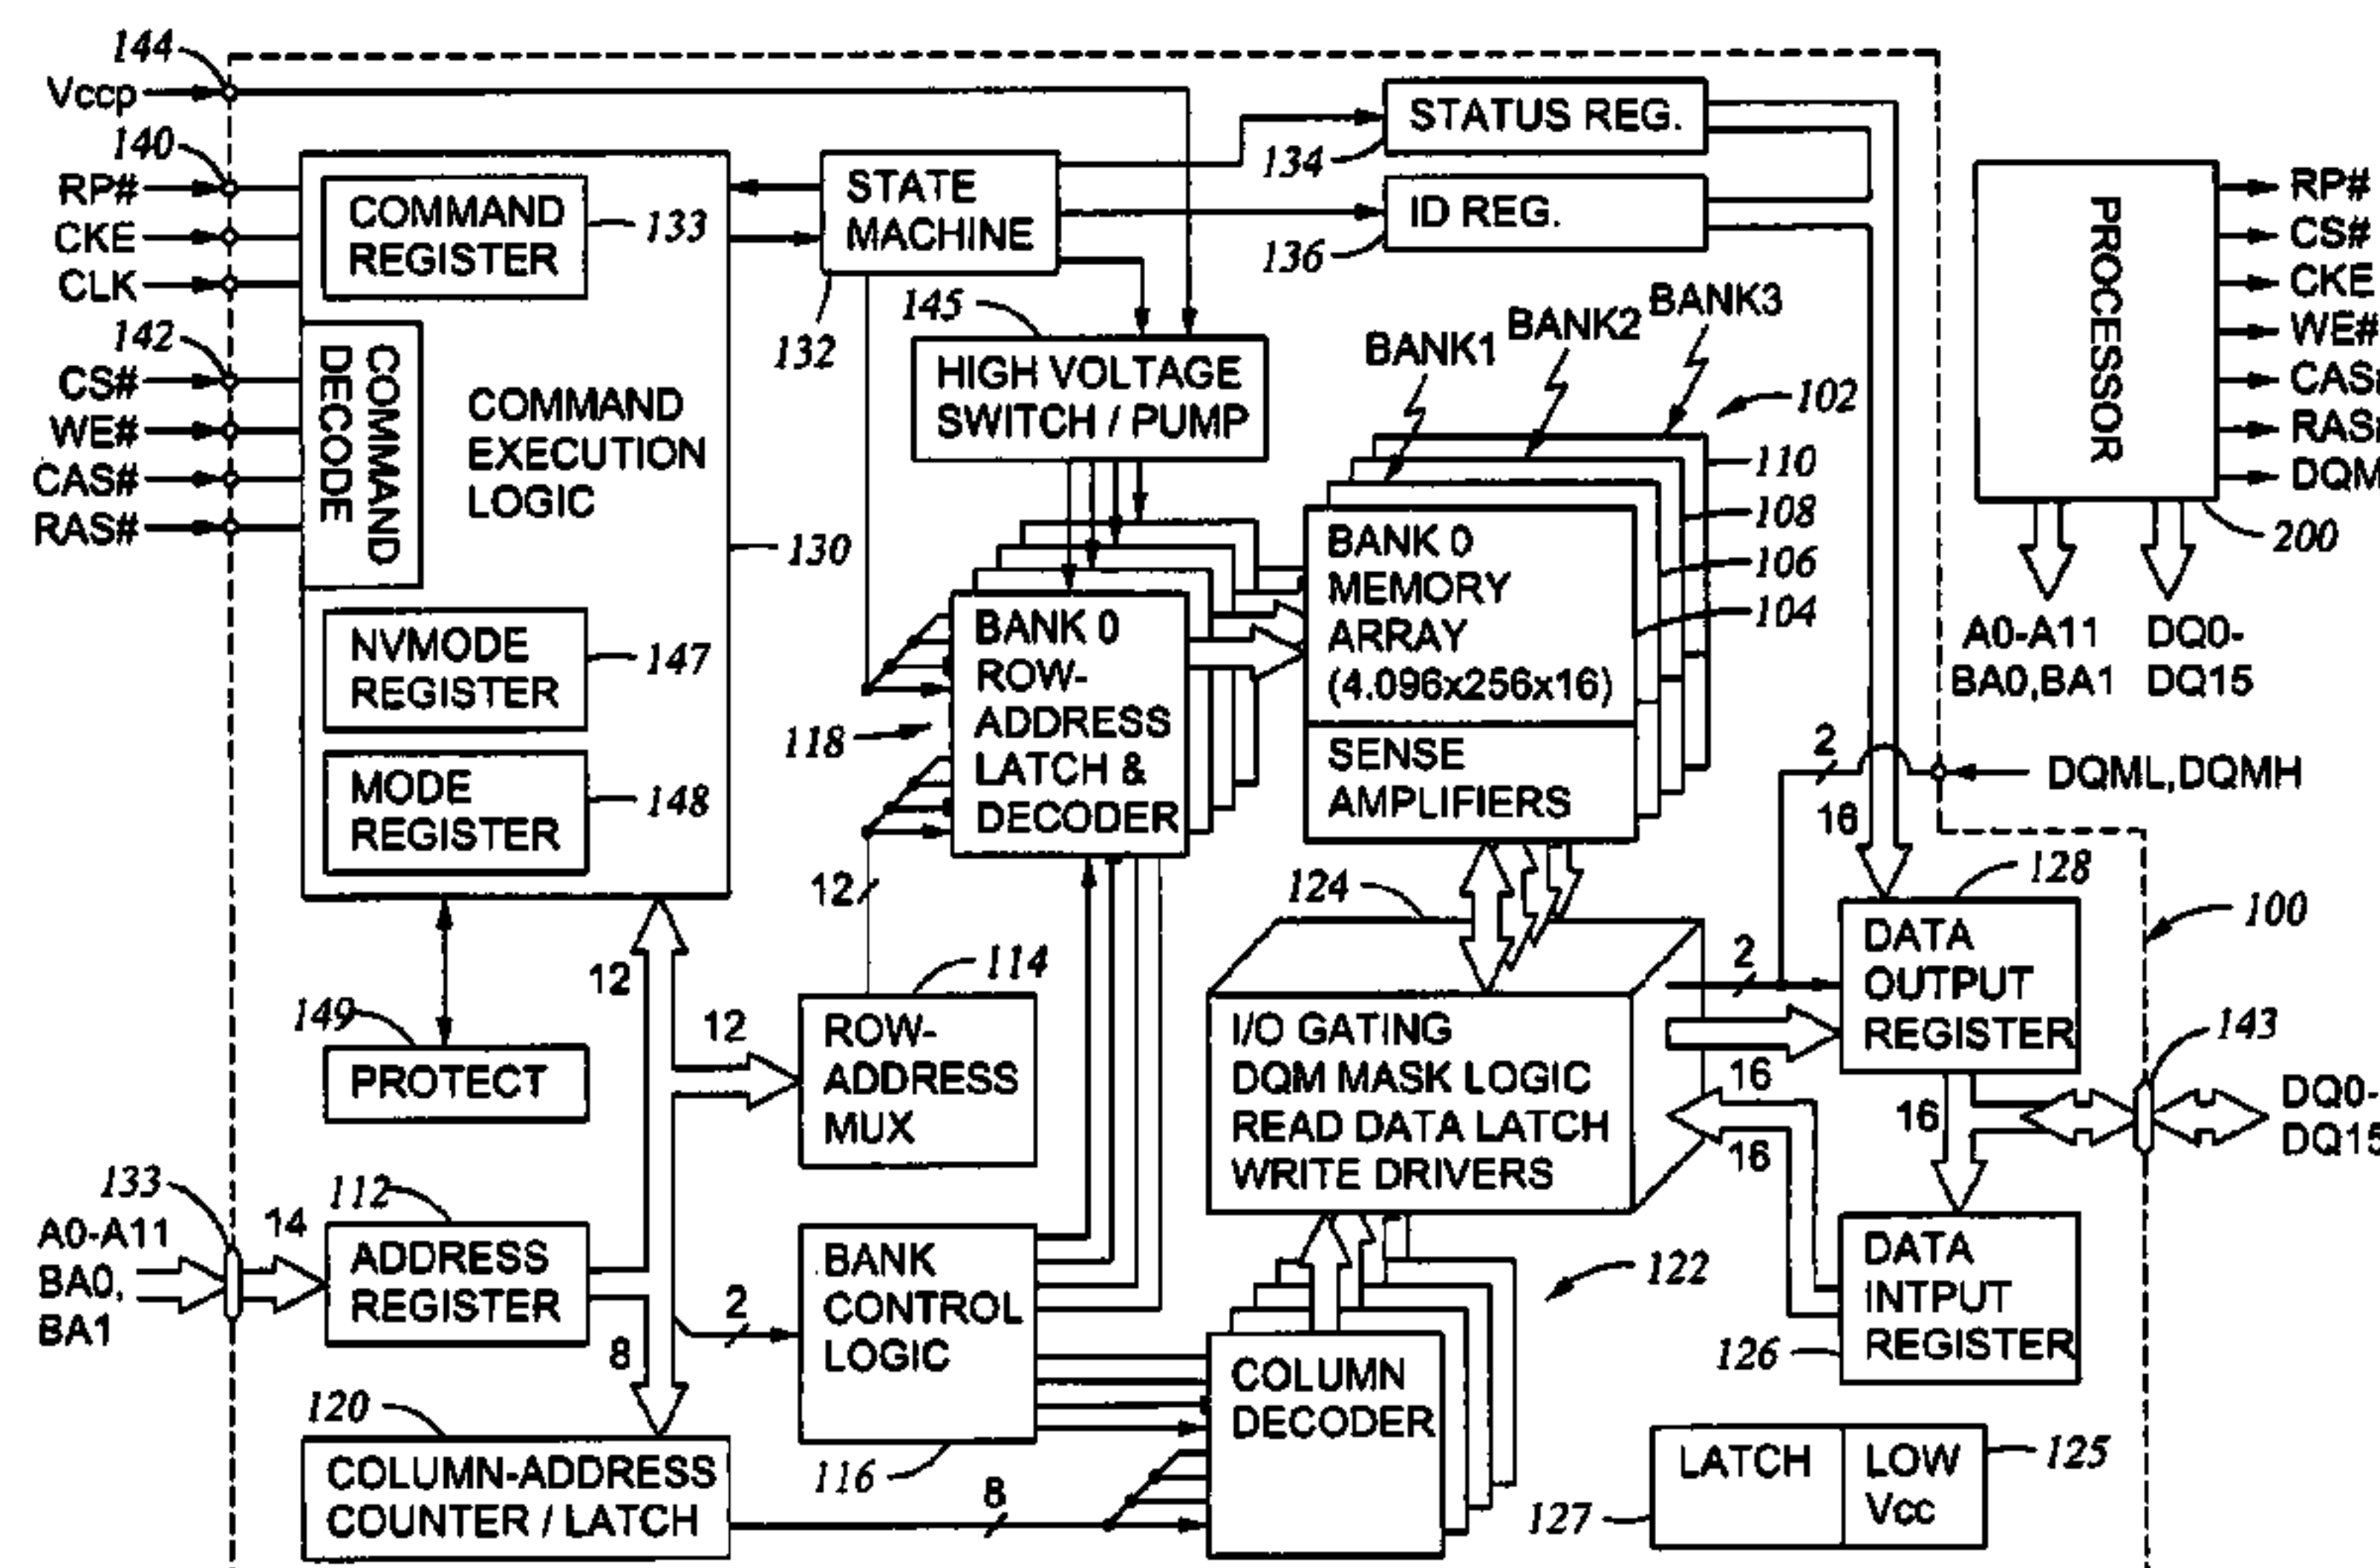 144
Vccp
140
RP#
CKE
CLK
142
CS#
WE#
CAS#
RAS#
COMMAND
REGISTER
133
COMMAND
DECODE
COMMAND
EXECUTION
LOGIC
130
NVMODE
REGISTER
147
MODE
REGISTER
148
STATE
MACHINE
132
STATUS REG.
134
ID REG.
136
145
HIGH VOLTAGE
SWITCH / PUMP
BANK1
BANK2
BANK3
102
110
108
106
104
BANK 0
MEMORY
ARRAY
(4.096x256x16)
SENSE
AMPLIFIERS
BANK 0
ROW-
ADDRESS
LATCH &
DECODER
118
PROCESSOR
RP#
CS#
CKE
WE#
CAS#
RAS#
DQM
200
A0-A11
BA0,BA1
DQ0-
DQ15
2
DQML,DQMH
16
128
100
12
12
149
PROTECT
12
114
ROW-
ADDRESS
MUX
124
I/O GATING
DQM MASK LOGIC
READ DATA LATCH
WRITE DRIVERS
2
16
16
DATA
OUTPUT
REGISTER
16
143
DQ0-
DQ15
133
A0-A11
BA0,
BA1
14
112
ADDRESS
REGISTER
8
2
BANK
CONTROL
LOGIC
116
122
COLUMN
DECODER
DATA
INTPUT
REGISTER
126
120
COLUMN-ADDRESS
COUNTER / LATCH
8
LATCH
LOW
Vcc
125
127